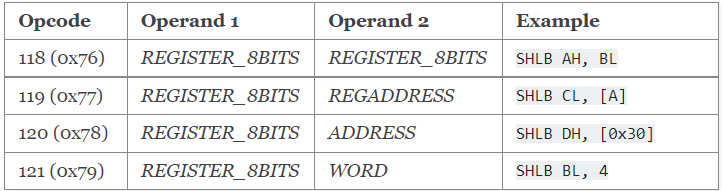 Opcode Operand 1 Operand 2 Example
118 (0x76) REGISTER_8BITS REGISTER_8BITS SHLB AH, BL
119 (0x77) REGISTER_8BITS REGADDRESS SHLB CL, [A]
120 (0x78) REGISTER_8BITS ADDRESS SHLB DH, [0x30]
121 (0x79) REGISTER_8BITS WORD SHLB BL, 4